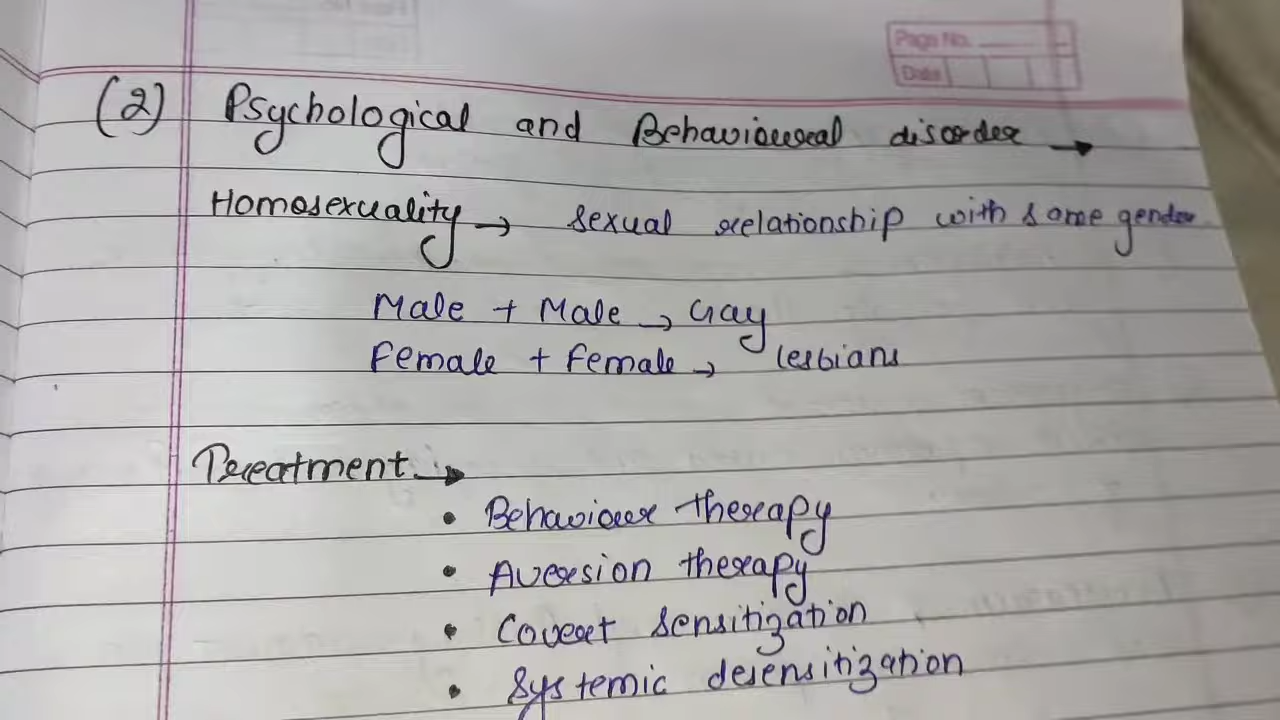 Page No.
Date
(2) Psychological and Behavioural disorder →
Homosexuality → sexual relationship with same gender
Male + Male → Gay
Female + Female → lesbians
Treatment →
• Behaviour therapy
• Aversion therapy
• Covert sensitization
• Systemic desensitization